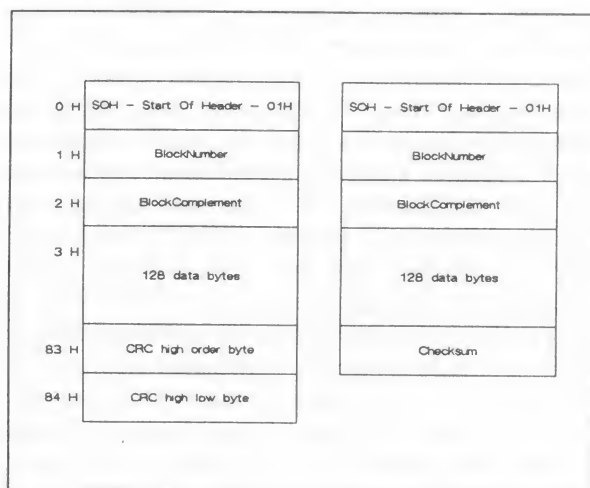 0 H SOH - Start Of Header - 01H
1 H BlockNumber
2 H BlockComplement
3 H
128 data bytes
83 H CRC high order byte
84 H CRC high low byte
SOH - Start Of Header - 01H
BlockNumber
BlockComplement
128 data bytes
Checksum